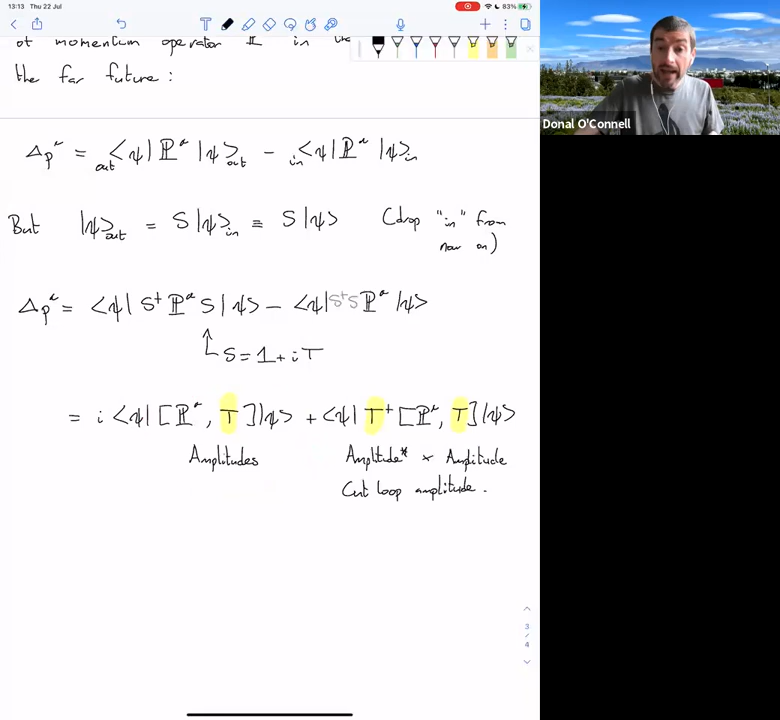 13:13 Thu 22 Jul
83%
of momentum operator ℙ in the
the far future :
Δp^μ = out⟨ψ| ℙ^μ |ψ⟩out − in⟨ψ| ℙ^μ |ψ⟩in
But |ψ⟩out = S|ψ⟩in ≡ S|ψ⟩ (drop "in" from
now on)
Δp^μ = ⟨ψ| S† ℙ^μ S |ψ⟩ − ⟨ψ| S†S ℙ^μ |ψ⟩
S = 1 + iT
= i ⟨ψ| [ℙ^μ, T] |ψ⟩ + ⟨ψ| T† [ℙ^μ, T] |ψ⟩
Amplitudes Amplitude* × Amplitude
Cut loop amplitude.
3
/
4
Donal O'Connell